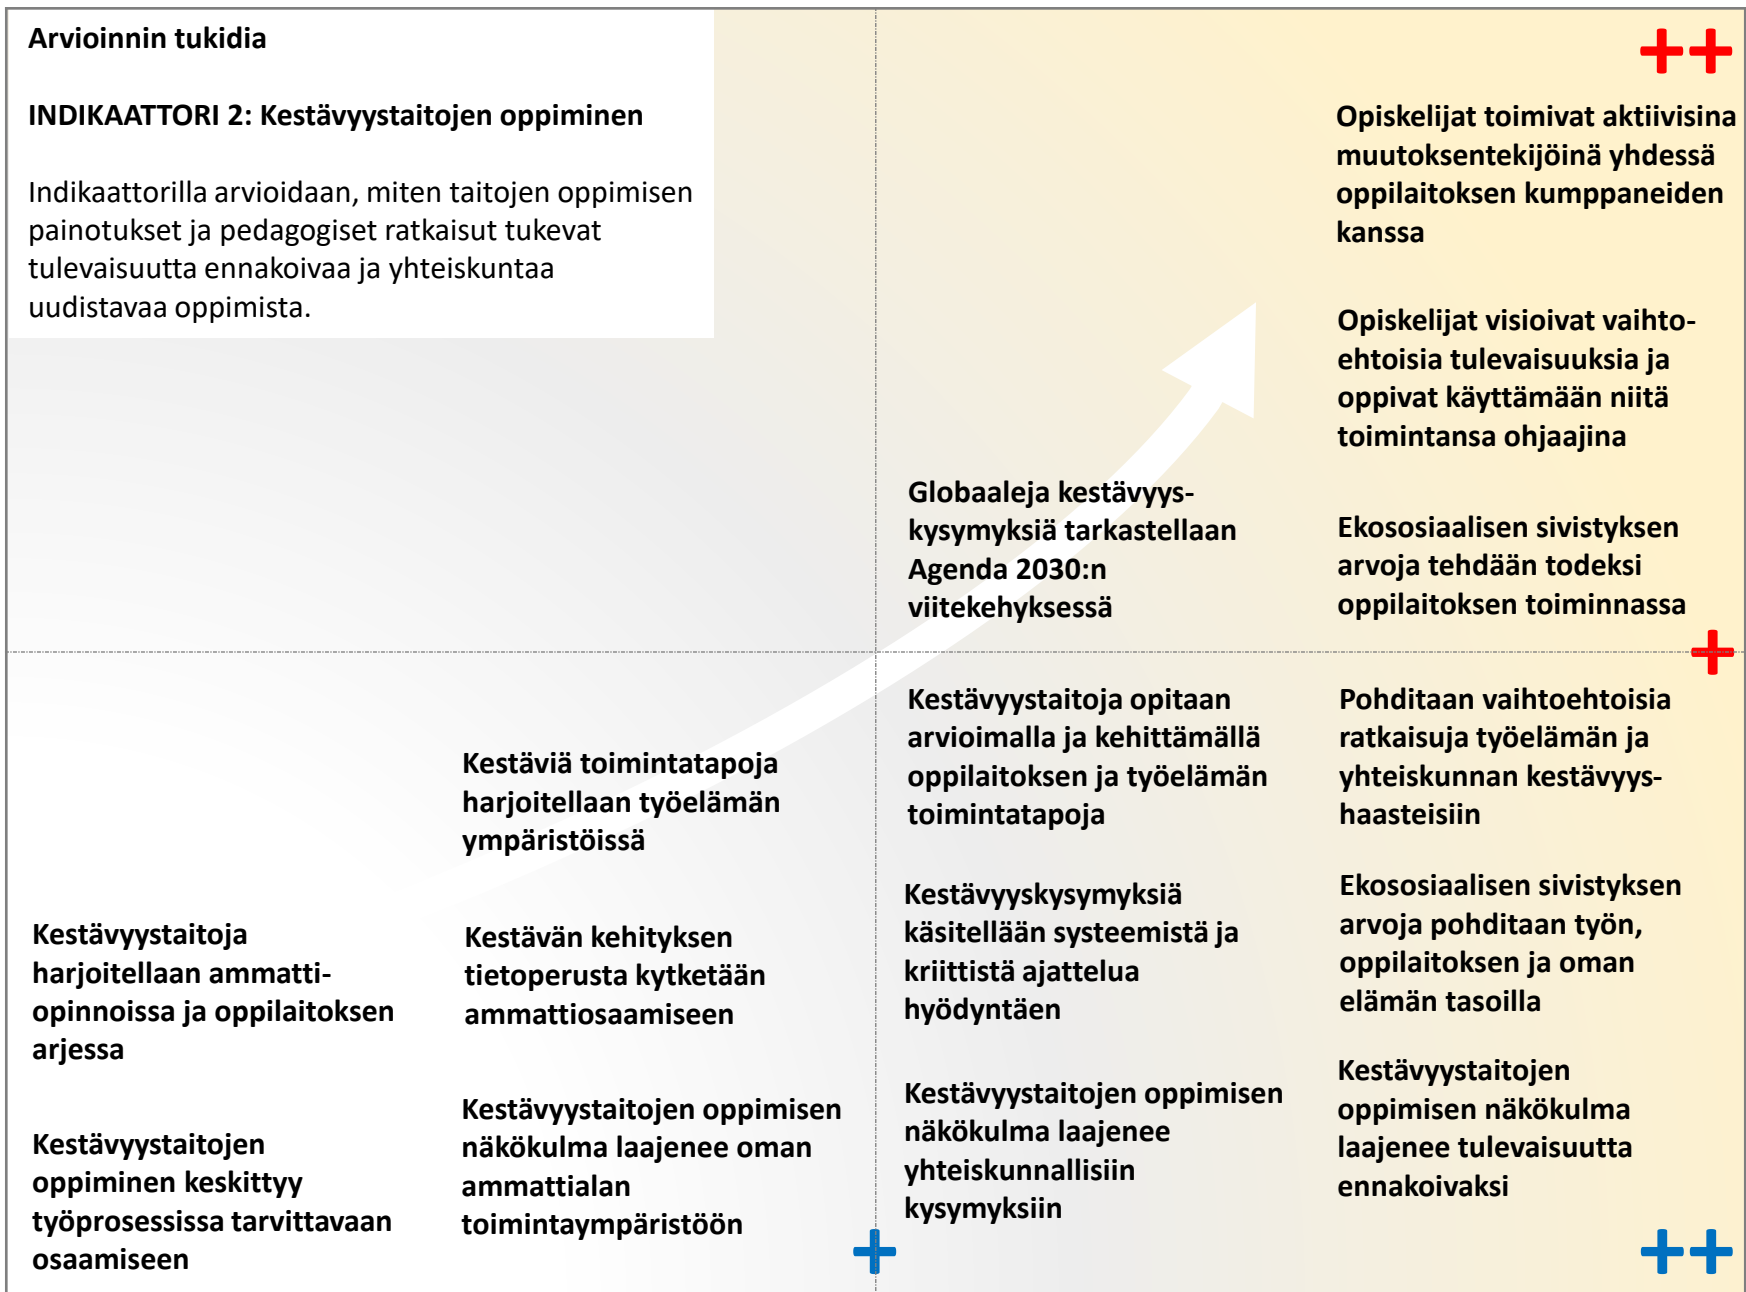 Arvioinnin tukidia
INDIKAATTORI 2: Kestävyystaitojen oppiminen
Indikaattorilla arvioidaan, miten taitojen oppimisen
painotukset ja pedagogiset ratkaisut tukevat
tulevaisuutta ennakoivaa ja yhteiskuntaa
uudistavaa oppimista.
Kestävyystaitoja
harjoitellaan ammatti-
opinnoissa ja oppilaitoksen
arjessa
Kestävyystaitojen
oppiminen keskittyy
työprosessissa tarvittavaan
osaamiseen
Kestäviä toimintatapoja
harjoitellaan työelämän
ympäristöissä
Kestävän kehityksen
tietoperusta kytketään
ammattiosaamiseen
Kestävyystaitojen oppimisen
näkökulma laajenee oman
ammattialan
toimintaympäristöön
+
Globaaleja kestävyys-
kysymyksiä tarkastellaan
Agenda 2030:n
viitekehyksessä
Kestävyystaitoja opitaan
arvioimalla ja kehittämällä
oppilaitoksen ja työelämän
toimintatapoja
Kestävyyskysymyksiä
käsitellään systeemistä ja
kriittistä ajattelua
hyödyntäen
Kestävyystaitojen oppimisen
näkökulma laajenee
yhteiskunnallisiin
kysymyksiin
++
Opiskelijat toimivat aktiivisina
muutoksentekijöinä yhdessä
oppilaitoksen kumppaneiden
kanssa
Opiskelijat visioivat vaihto-
ehtoisia tulevaisuuksia ja
oppivat käyttämään niitä
toimintansa ohjaajina
Ekososiaalisen sivistyksen
arvoja tehdään todeksi
oppilaitoksen toiminnassa
+
Pohditaan vaihtoehtoisia
ratkaisuja työelämän ja
yhteiskunnan kestävyys-
haasteisiin
Ekososiaalisen sivistyksen
arvoja pohditaan työn,
oppilaitoksen ja oman
elämän tasoilla
Kestävyystaitojen
oppimisen näkökulma
laajenee tulevaisuutta
ennakoivaksi
++